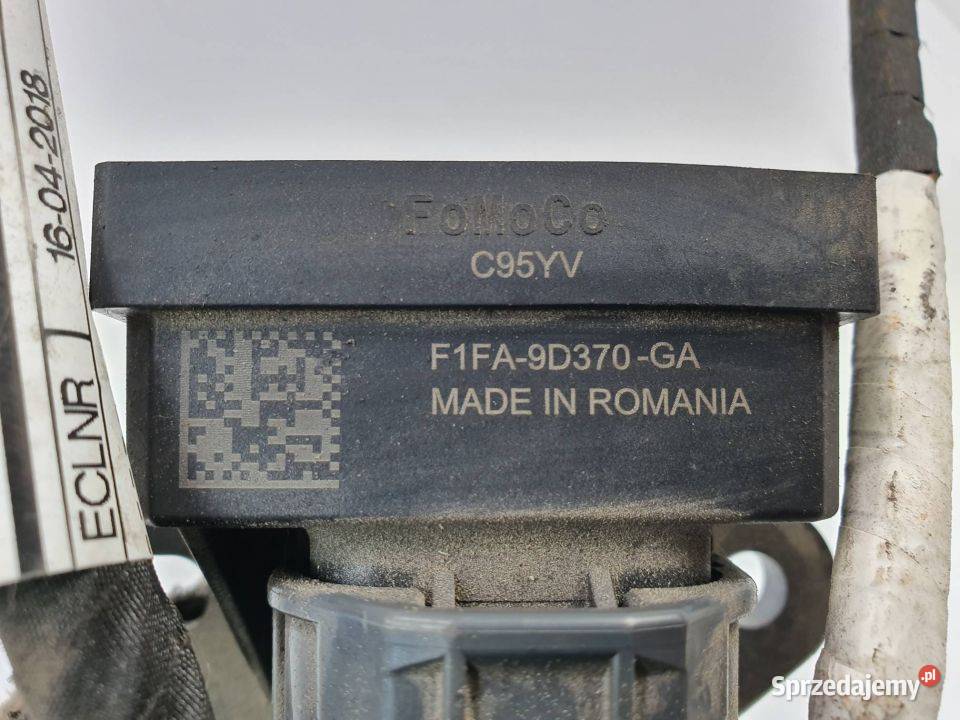 16-04-2018
ECLNR
FoMoCo
C95YV
F1FA-9D370-GA
MADE IN ROMANIA
Sprzedajemy.pl